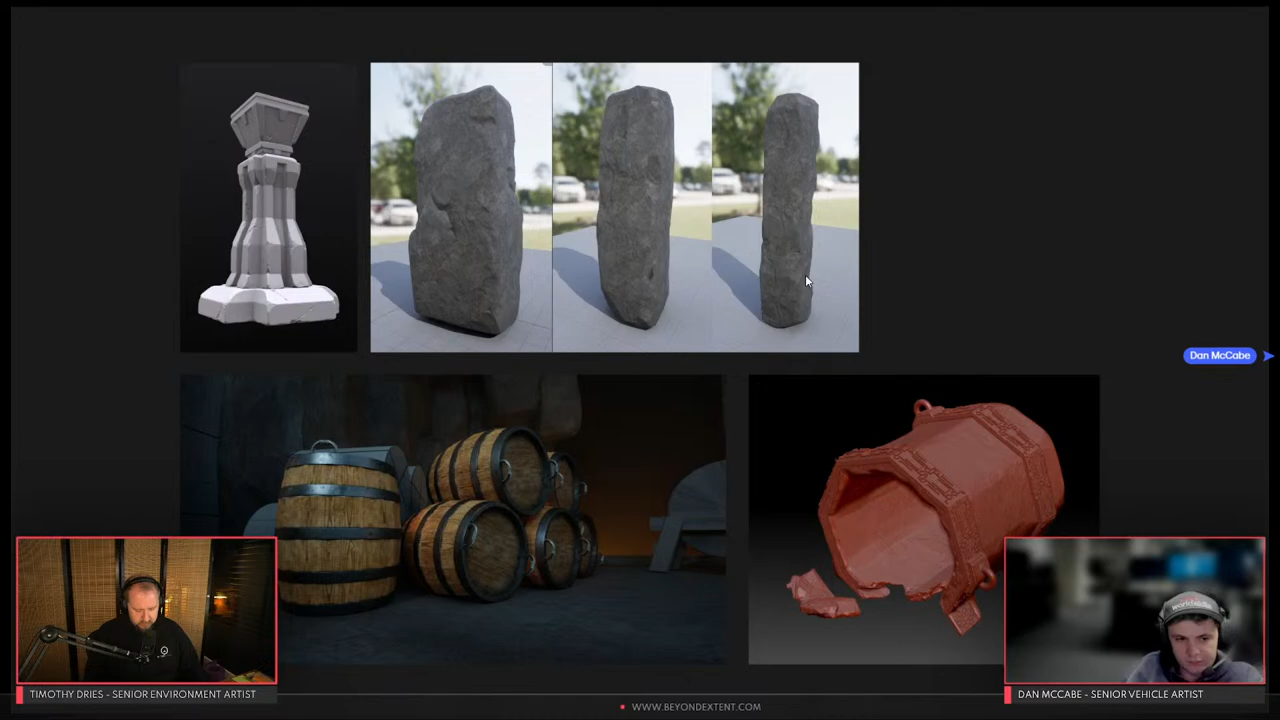 Dan McCabe
TIMOTHY DRIES - SENIOR ENVIRONMENT ARTIST
DAN MCCABE - SENIOR VEHICLE ARTIST
WWW.BEYONDEXTENT.COM